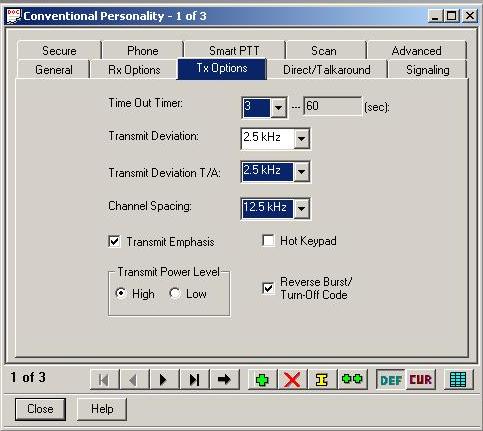 Conventional Personality - 1 of 3
Secure Phone Smart PTT Scan Advanced
General Rx Options Tx Options Direct/Talkaround Signaling
Time Out Timer: 3 --- 60 (sec):
Transmit Deviation: 2.5 kHz
Transmit Deviation T/A: 2.5 kHz
Channel Spacing: 12.5 kHz
Transmit Emphasis Hot Keypad
Transmit Power Level
High Low
Reverse Burst/
Turn-Off Code
1 of 3 DEF CUR
Close Help